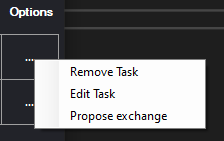 Options
...
Remove Task
Edit Task
...
Propose exchange